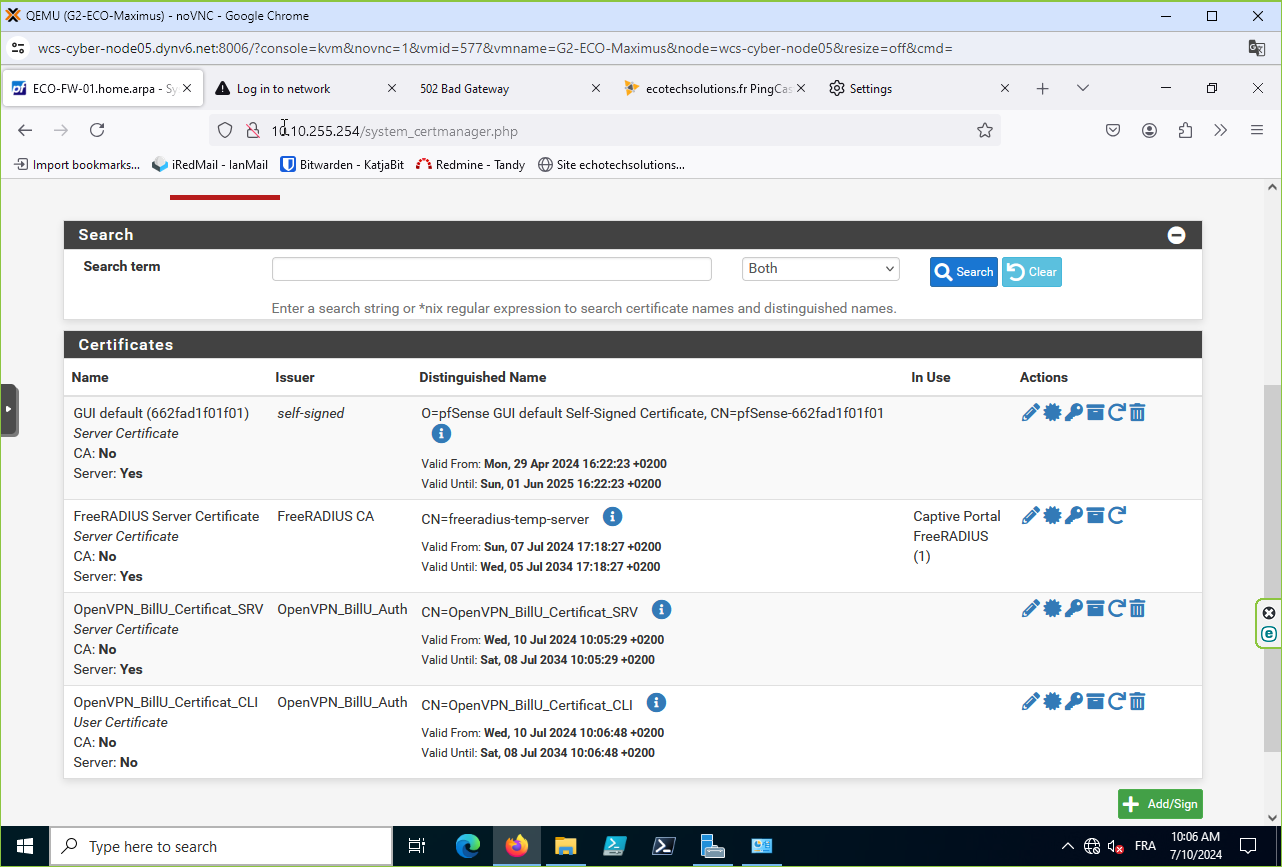 QEMU (G2-ECO-Maximus) - noVNC - Google Chrome
wcs-cyber-node05.dynv6.net:8006/?console=kvm&novnc=1&vmid=577&vmname=G2-ECO-Maximus&node=wcs-cyber-node05&resize=off&cmd=
ECO-FW-01.home.arpa - Sy
Log in to network
502 Bad Gateway
ecotechsolutions.fr PingCas
Settings
10.10.255.254/system_certmanager.php
Import bookmarks...
iRedMail - IanMail
Bitwarden - KatjaBit
Redmine - Tandy
Site echotechsolutions...
Search
Search term
Both
Search
Clear
Enter a search string or *nix regular expression to search certificate names and distinguished names.
Certificates
Name Issuer Distinguished Name In Use Actions
GUI default (662fad1f01f01)
Server Certificate
CA: No
Server: Yes
self-signed
O=pfSense GUI default Self-Signed Certificate, CN=pfSense-662fad1f01f01
Valid From: Mon, 29 Apr 2024 16:22:23 +0200
Valid Until: Sun, 01 Jun 2025 16:22:23 +0200
FreeRADIUS Server Certificate
Server Certificate
CA: No
Server: Yes
FreeRADIUS CA
CN=freeradius-temp-server
Valid From: Sun, 07 Jul 2024 17:18:27 +0200
Valid Until: Wed, 05 Jul 2034 17:18:27 +0200
Captive Portal
FreeRADIUS
(1)
OpenVPN_BillU_Certificat_SRV
Server Certificate
CA: No
Server: Yes
OpenVPN_BillU_Auth
CN=OpenVPN_BillU_Certificat_SRV
Valid From: Wed, 10 Jul 2024 10:05:29 +0200
Valid Until: Sat, 08 Jul 2034 10:05:29 +0200
OpenVPN_BillU_Certificat_CLI
User Certificate
CA: No
Server: No
OpenVPN_BillU_Auth
CN=OpenVPN_BillU_Certificat_CLI
Valid From: Wed, 10 Jul 2024 10:06:48 +0200
Valid Until: Sat, 08 Jul 2034 10:06:48 +0200
Add/Sign
Type here to search
FRA
10:06 AM
7/10/2024